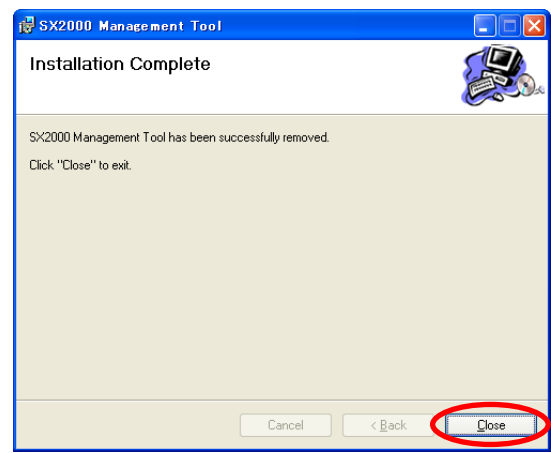 SX2000 Management Tool
Installation Complete
SX2000 Management Tool has been successfully removed.
Click "Close" to exit.
Cancel
< Back
Close